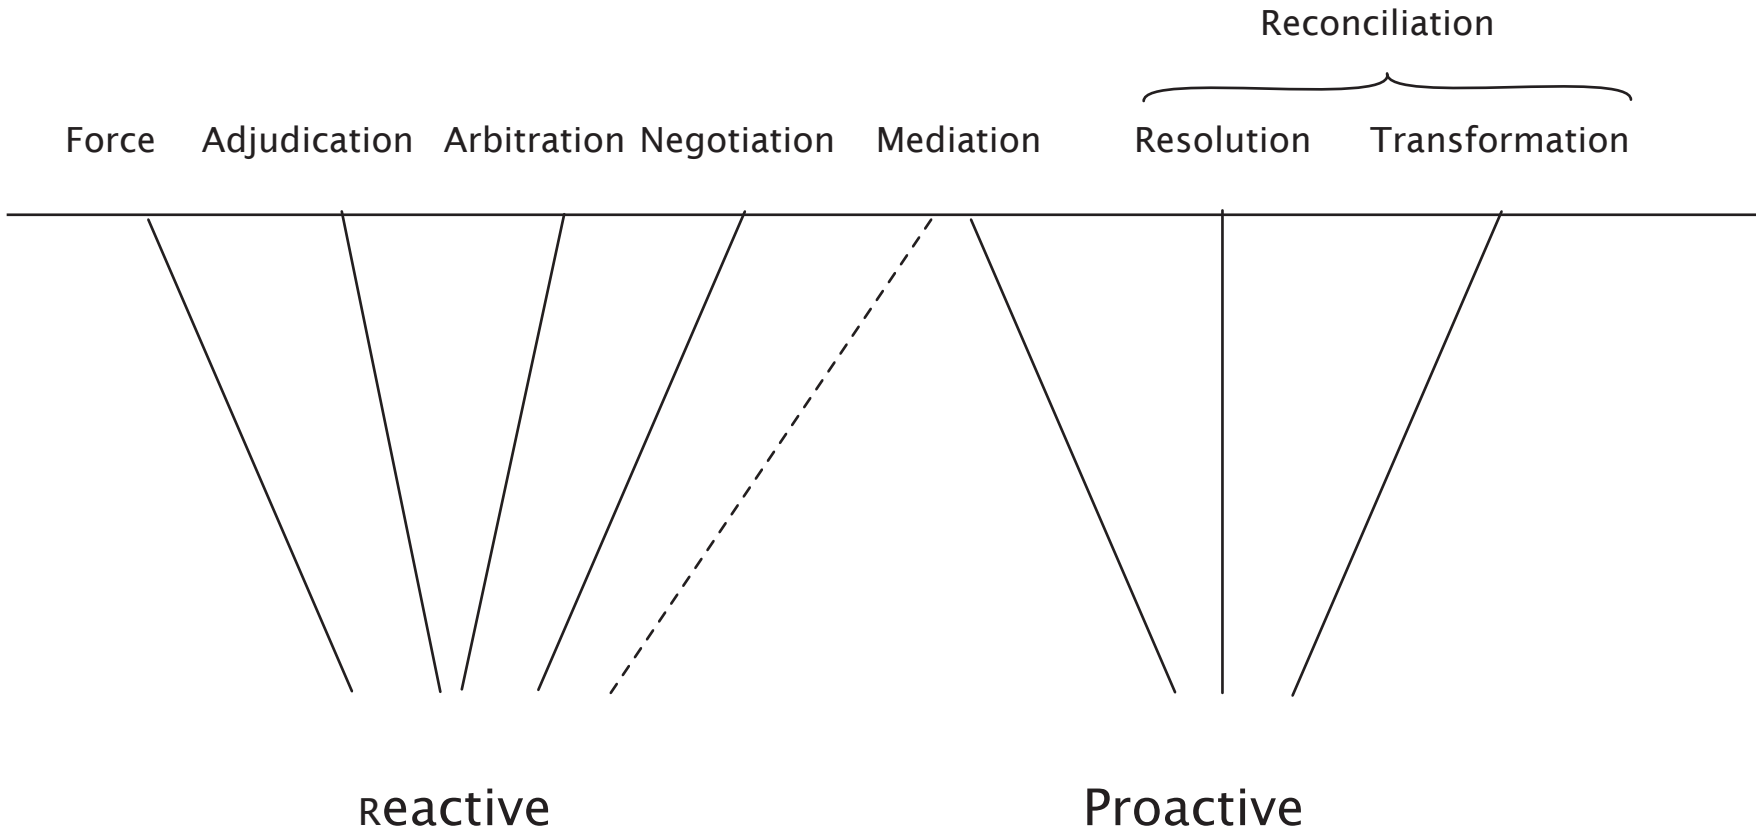 Reconciliation
Force Adjudication Arbitration Negotiation Mediation Resolution Transformation
Reactive Proactive